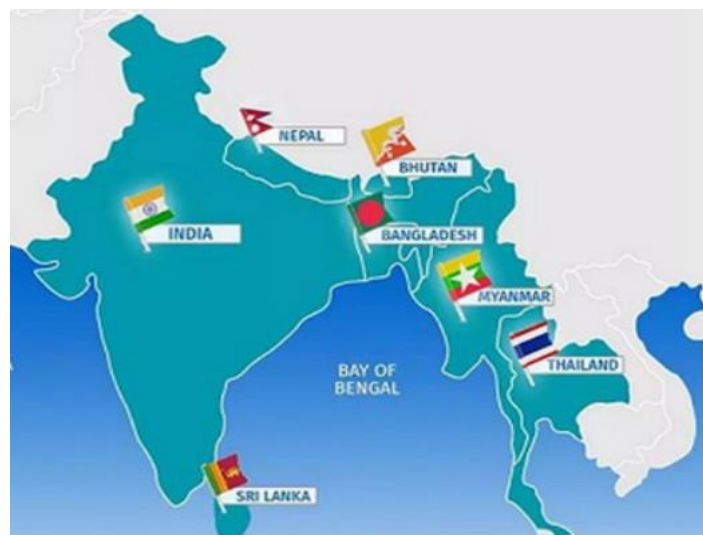 NEPAL
BHUTAN
INDIA
BANGLADESH
MYANMAR
THAILAND
BAY OF
BENGAL
SRI LANKA